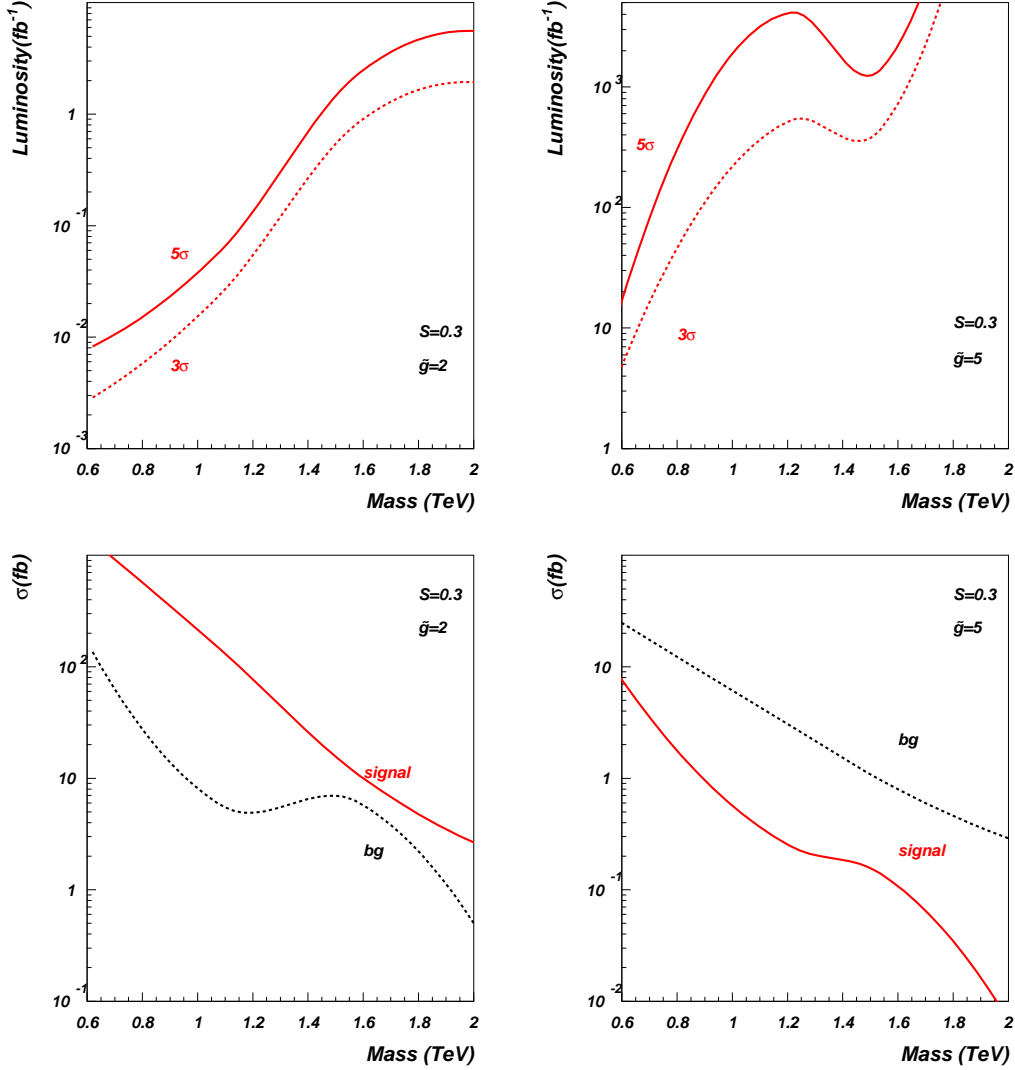 Luminosity(fb⁻¹)
1
10⁻¹
10⁻²
10⁻³
5σ
3σ
S=0.3
g̃=2
0.6 0.8 1 1.2 1.4 1.6 1.8 2
Mass (TeV)
Luminosity(fb⁻¹)
10³
10²
10
1
5σ
3σ
S=0.3
g̃=5
0.6 0.8 1 1.2 1.4 1.6 1.8 2
Mass (TeV)
σ(fb)
10²
10
1
10⁻¹
S=0.3
g̃=2
signal
bg
0.6 0.8 1 1.2 1.4 1.6 1.8 2
Mass (TeV)
σ(fb)
10
1
10⁻¹
10⁻²
S=0.3
g̃=5
bg
signal
0.6 0.8 1 1.2 1.4 1.6 1.8 2
Mass (TeV)